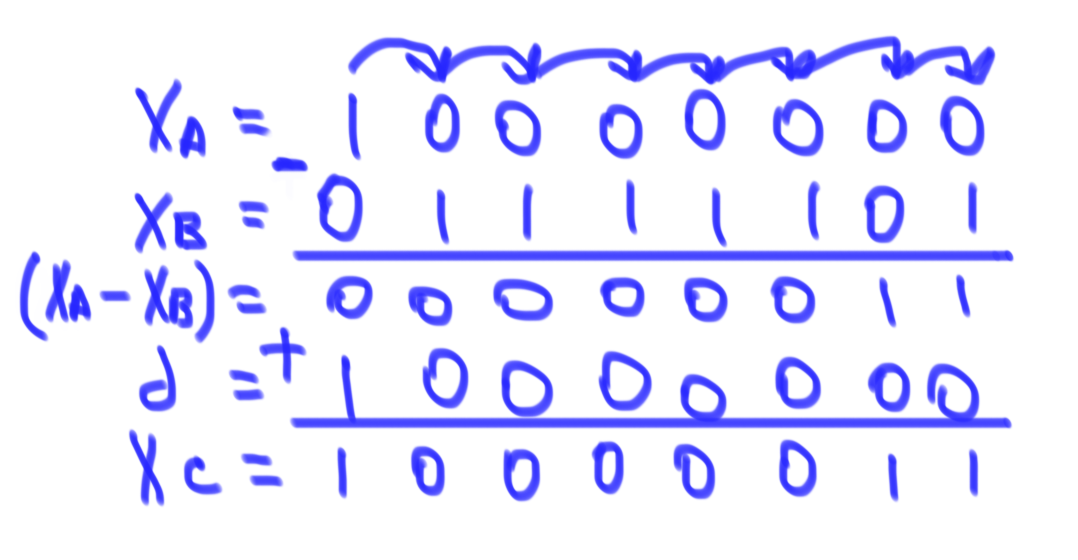 XA = 1 0 0 0 0 0 0 0
-
XB = 0 1 1 1 1 1 0 1
(XA - XB) = 0 0 0 0 0 0 1 1
+
d = 1 0 0 0 0 0 0 0
XC = 1 0 0 0 0 0 1 1